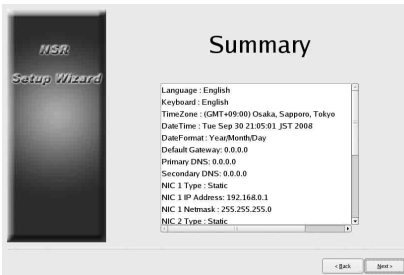 NSR
Setup Wizard
Summary
Language : English
Keyboard : English
TimeZone : (GMT+09:00) Osaka, Sapporo, Tokyo
DateTime : Tue Sep 30 21:05:01 JST 2008
DateFormat : Year/Month/Day
Default Gateway: 0.0.0.0
Primary DNS: 0.0.0.0
Secondary DNS: 0.0.0.0
NIC 1 Type : Static
NIC 1 IP Address: 192.168.0.1
NIC 1 Netmask : 255.255.255.0
NIC 2 Type : Static
< Back
Next >